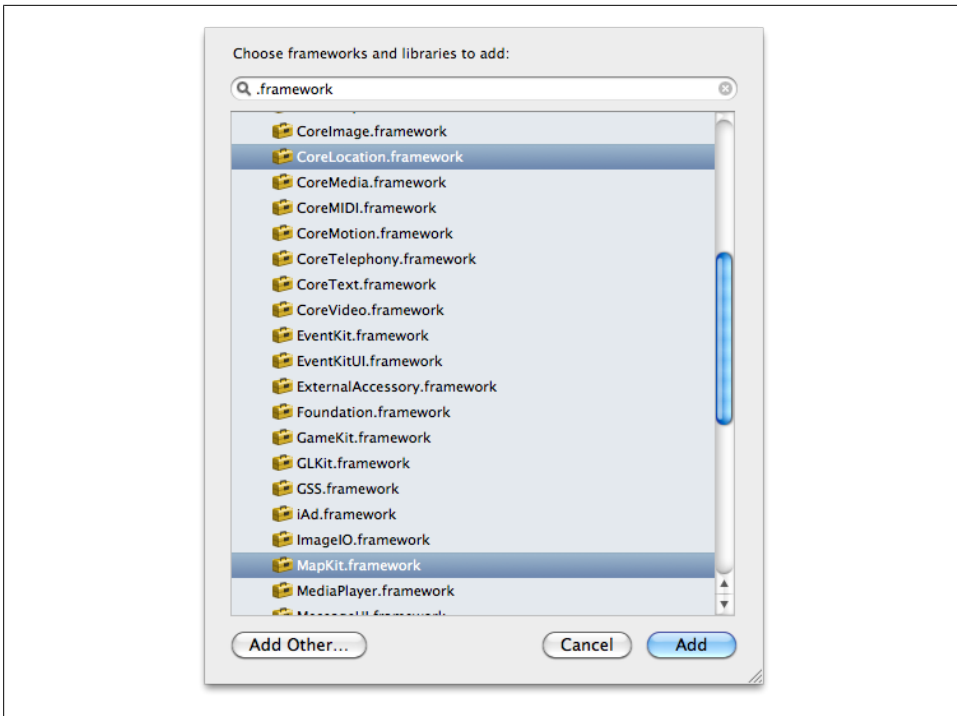 Choose frameworks and libraries to add:
.framework
CoreImage.framework
CoreLocation.framework
CoreMedia.framework
CoreMIDI.framework
CoreMotion.framework
CoreTelephony.framework
CoreText.framework
CoreVideo.framework
EventKit.framework
EventKitUI.framework
ExternalAccessory.framework
Foundation.framework
GameKit.framework
GLKit.framework
GSS.framework
iAd.framework
ImageIO.framework
MapKit.framework
MediaPlayer.framework
MessageUI.framework
Add Other...
Cancel
Add